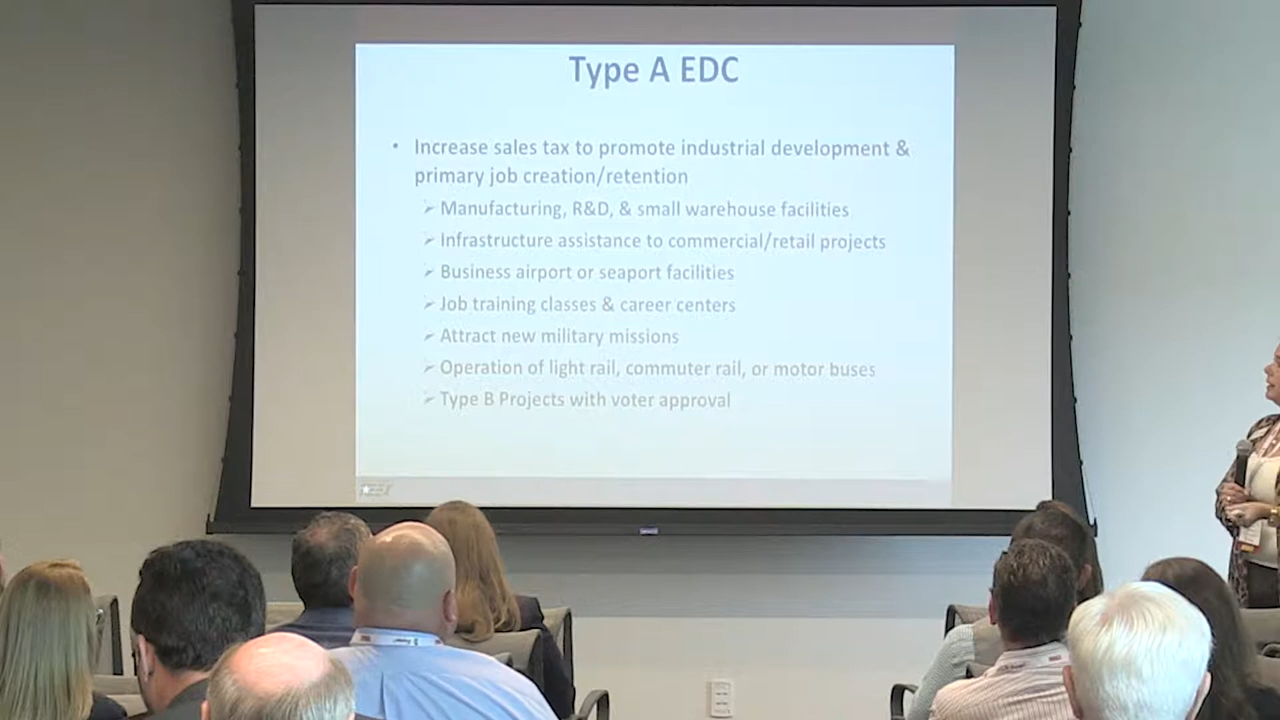 Type A EDC
• Increase sales tax to promote industrial development &
primary job creation/retention
➢ Manufacturing, R&D, & small warehouse facilities
➢ Infrastructure assistance to commercial/retail projects
➢ Business airport or seaport facilities
➢ Job training classes & career centers
➢ Attract new military missions
➢ Operation of light rail, commuter rail, or motor buses
➢ Type B Projects with voter approval